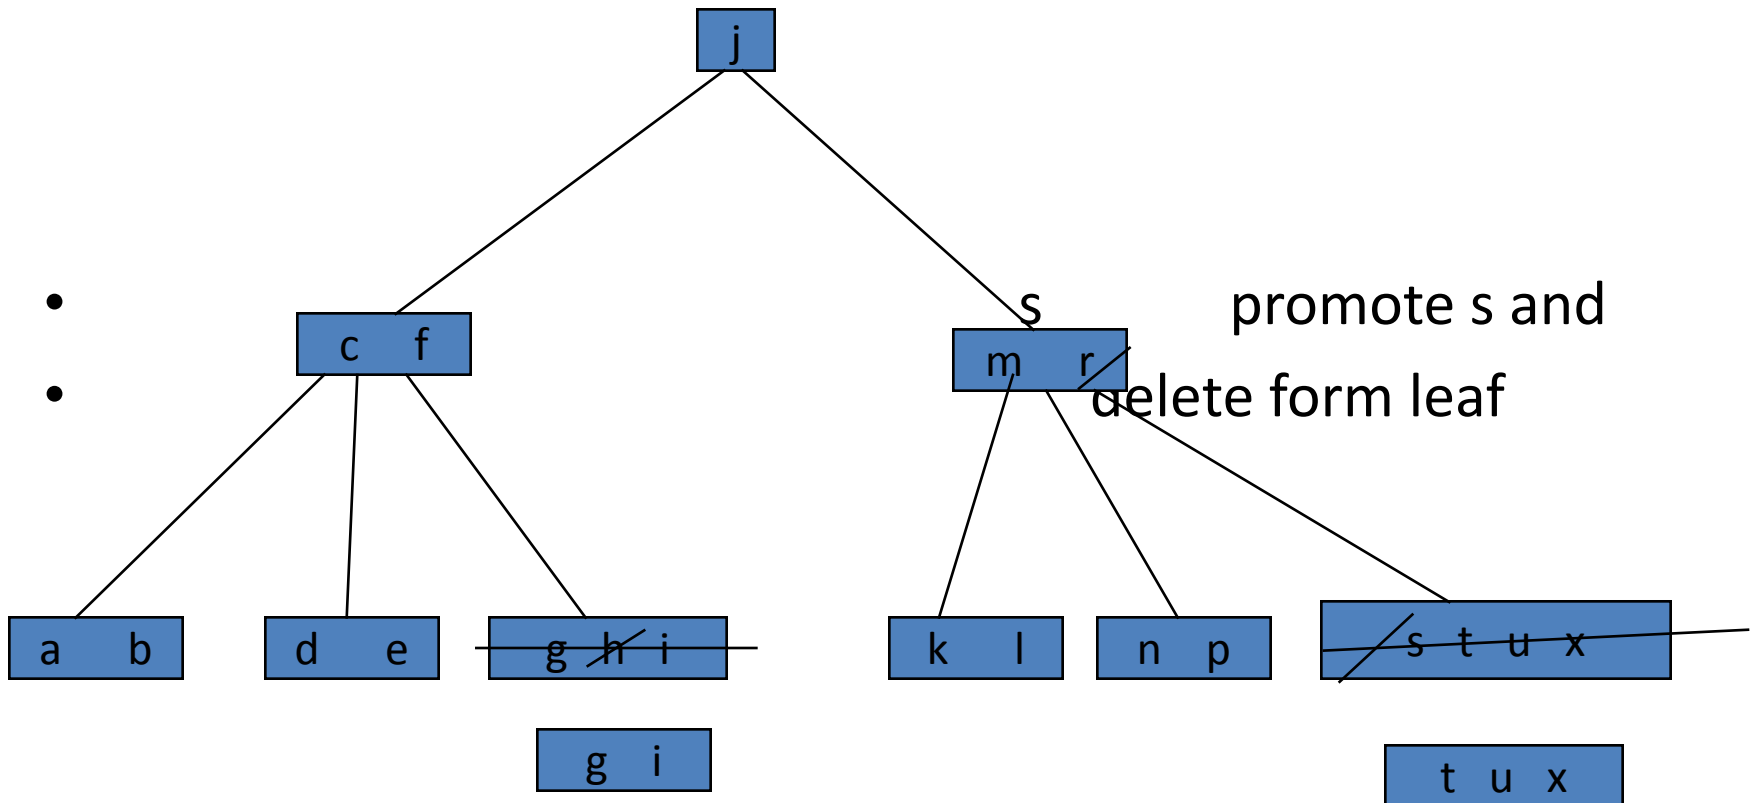 j
s promote s and
c f
m r
• 
• delete form leaf
a b
d e
g h i
k l
n p
s t u x
g i
t u x